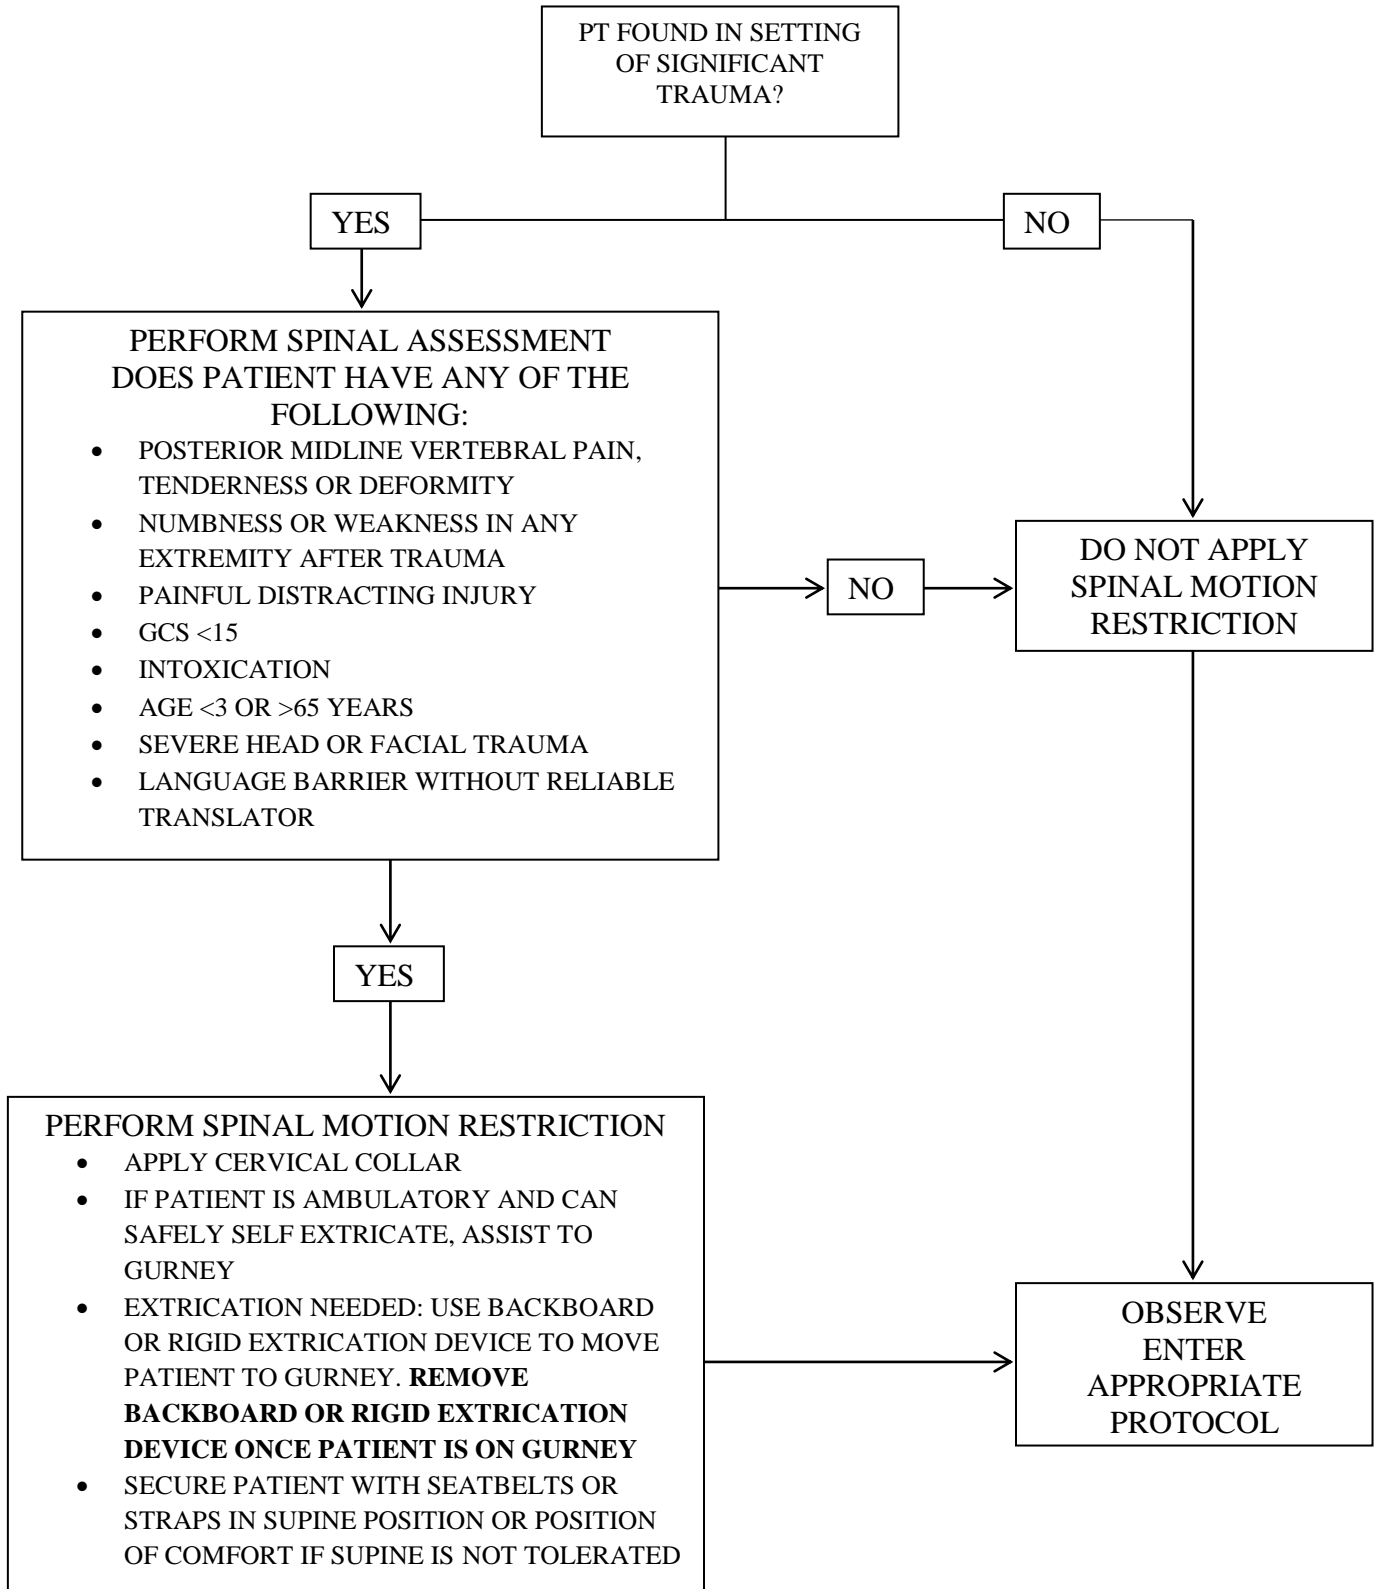 PT FOUND IN SETTING
OF SIGNIFICANT
TRAUMA?
YES
NO
PERFORM SPINAL ASSESSMENT
DOES PATIENT HAVE ANY OF THE
FOLLOWING:
• POSTERIOR MIDLINE VERTEBRAL PAIN,
TENDERNESS OR DEFORMITY
• NUMBNESS OR WEAKNESS IN ANY
EXTREMITY AFTER TRAUMA
• PAINFUL DISTRACTING INJURY
• GCS <15
• INTOXICATION
• AGE <3 OR >65 YEARS
• SEVERE HEAD OR FACIAL TRAUMA
• LANGUAGE BARRIER WITHOUT RELIABLE
TRANSLATOR
NO
DO NOT APPLY
SPINAL MOTION
RESTRICTION
YES
PERFORM SPINAL MOTION RESTRICTION
• APPLY CERVICAL COLLAR
• IF PATIENT IS AMBULATORY AND CAN
SAFELY SELF EXTRICATE, ASSIST TO
GURNEY
• EXTRICATION NEEDED: USE BACKBOARD
OR RIGID EXTRICATION DEVICE TO MOVE
PATIENT TO GURNEY. REMOVE
BACKBOARD OR RIGID EXTRICATION
DEVICE ONCE PATIENT IS ON GURNEY
• SECURE PATIENT WITH SEATBELTS OR
STRAPS IN SUPINE POSITION OR POSITION
OF COMFORT IF SUPINE IS NOT TOLERATED
OBSERVE
ENTER
APPROPRIATE
PROTOCOL